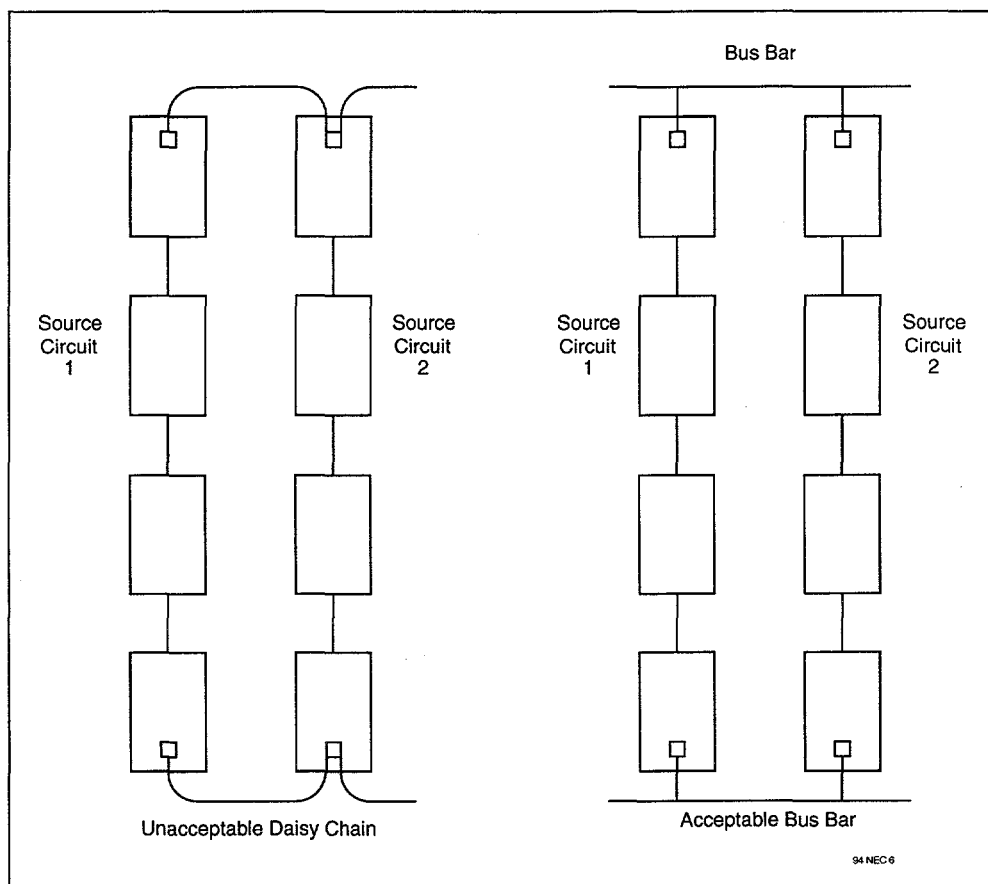 Bus Bar
Source
Circuit
1
Source
Circuit
2
Source
Circuit
1
Source
Circuit
2
Unacceptable Daisy Chain
Acceptable Bus Bar
94 NEC 6